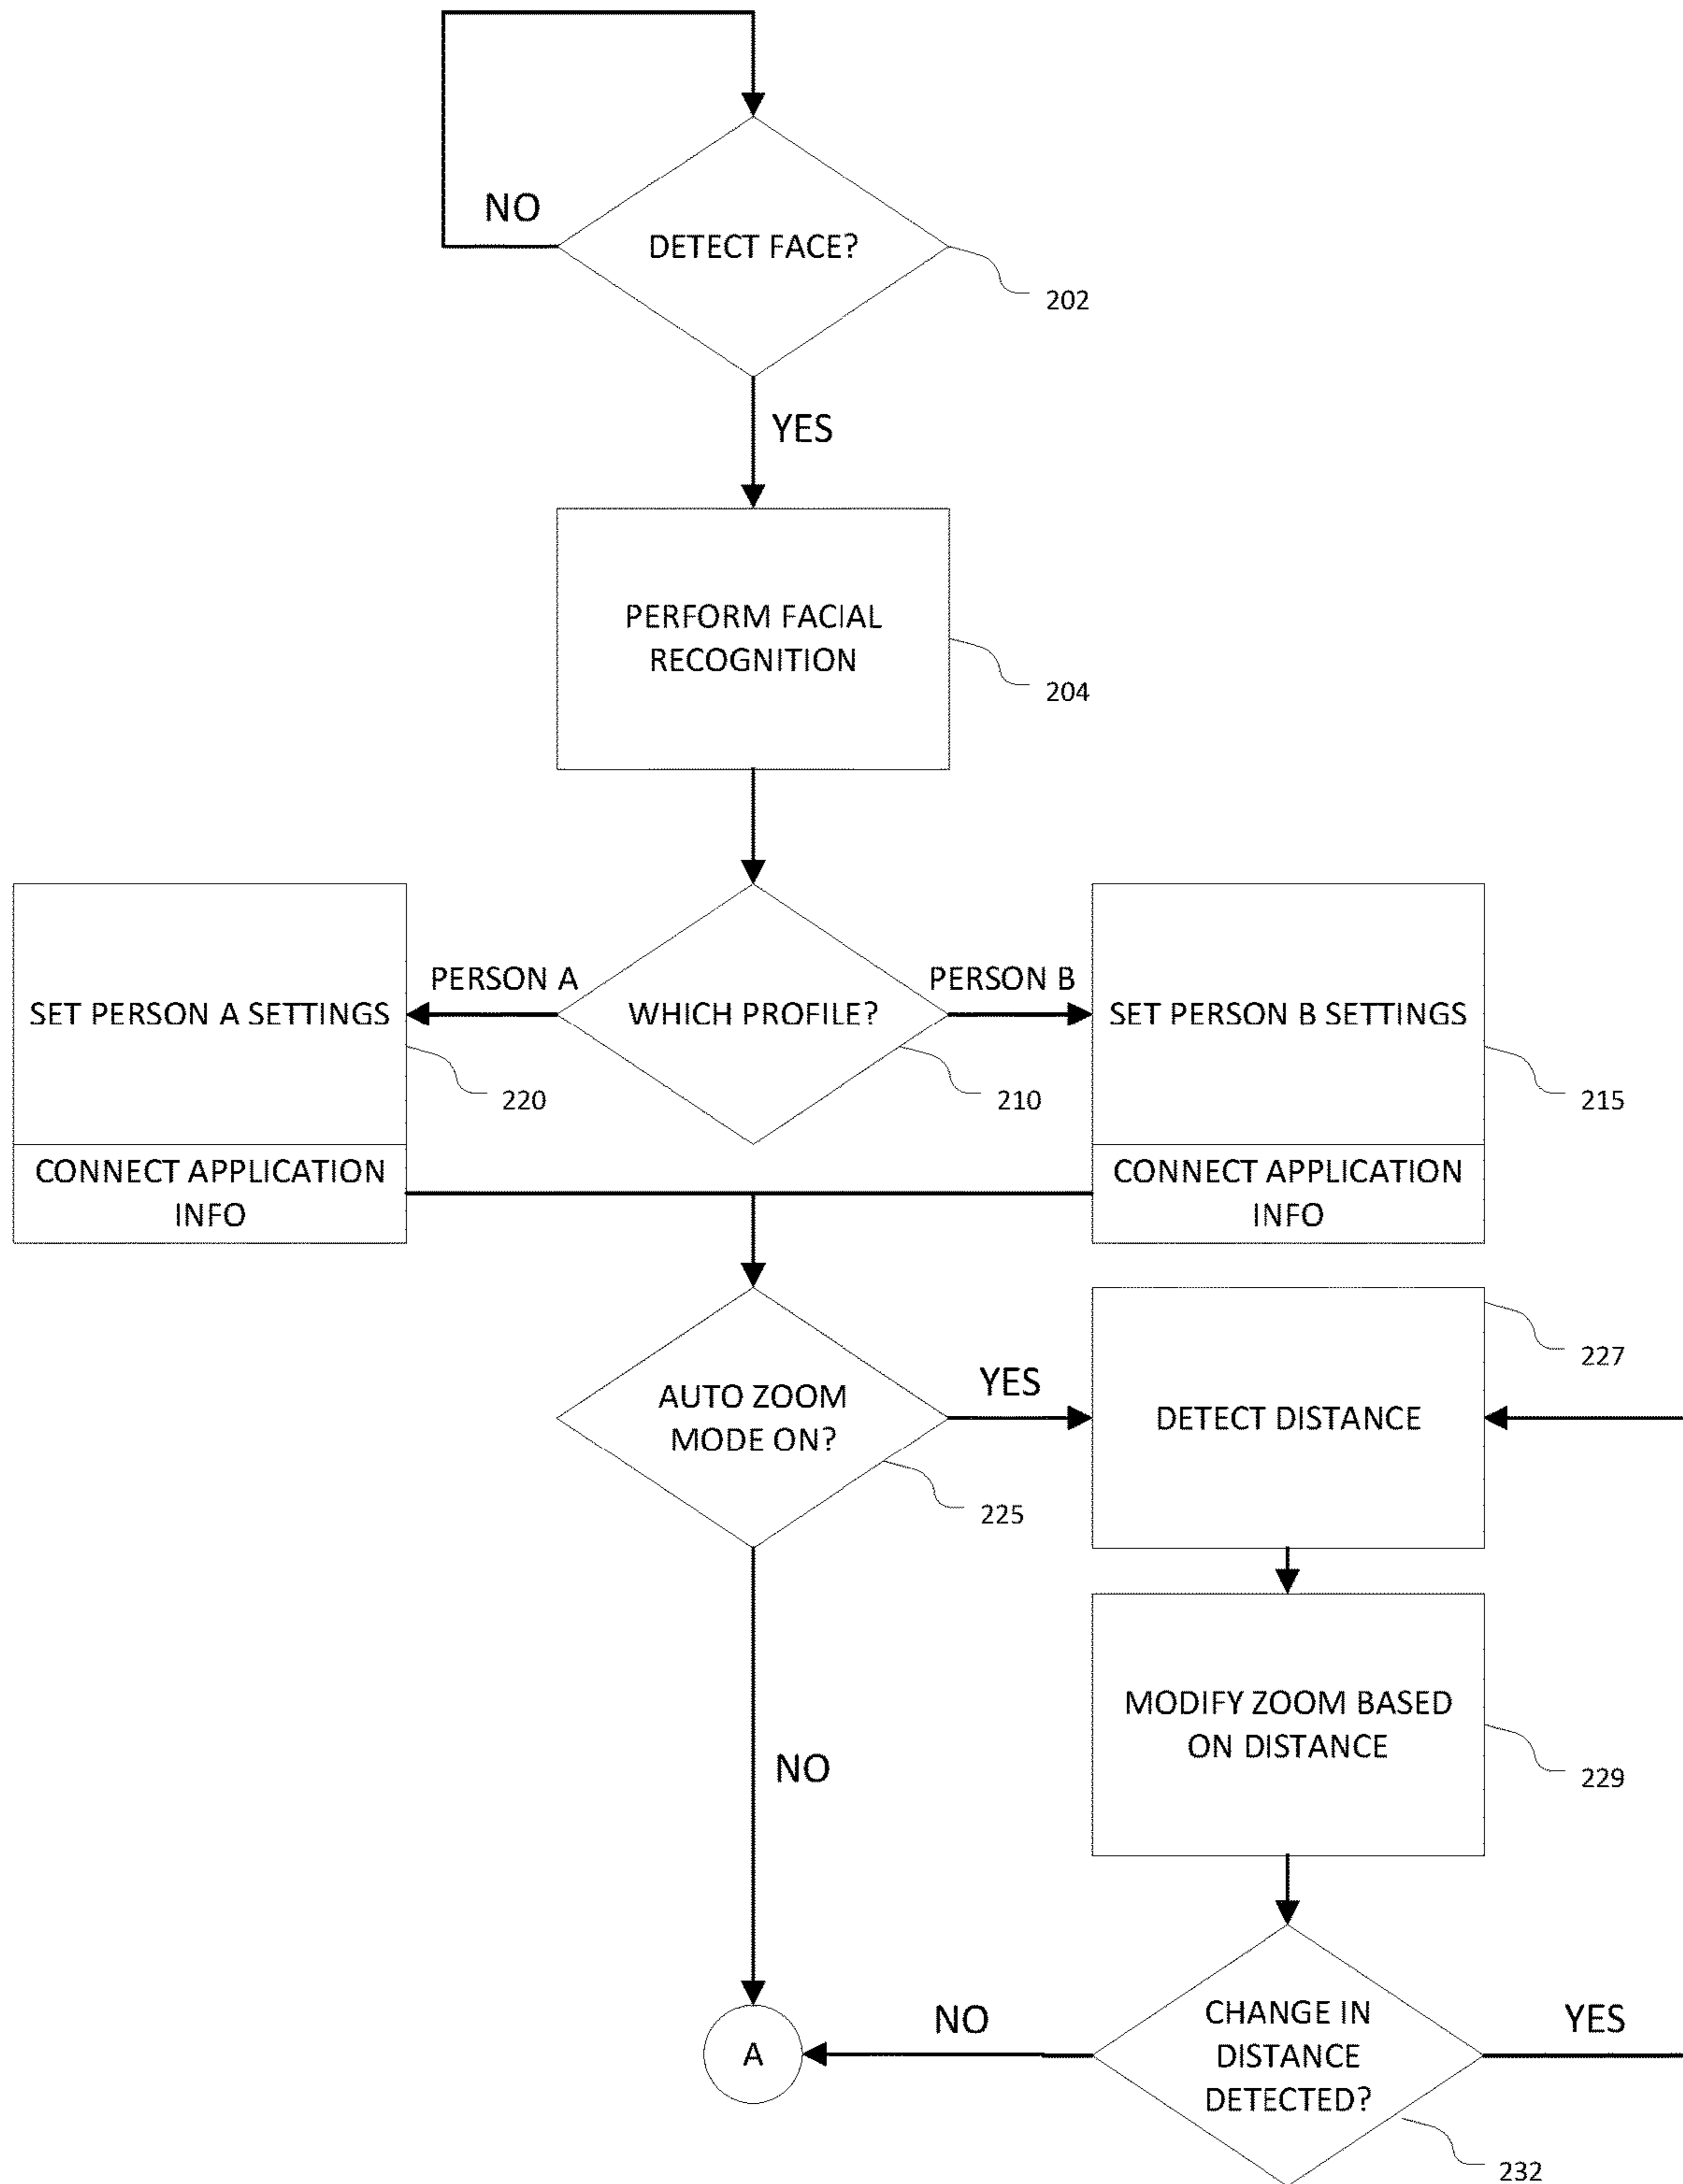 NO
DETECT FACE?
202
YES
PERFORM FACIAL
RECOGNITION
204
PERSON A
PERSON B
SET PERSON A SETTINGS
WHICH PROFILE?
SET PERSON B SETTINGS
220
210
215
CONNECT APPLICATION
INFO
CONNECT APPLICATION
INFO
227
AUTO ZOOM
MODE ON?
YES
DETECT DISTANCE
225
MODIFY ZOOM BASED
ON DISTANCE
NO
229
NO
CHANGE IN
DISTANCE
DETECTED?
YES
A
232